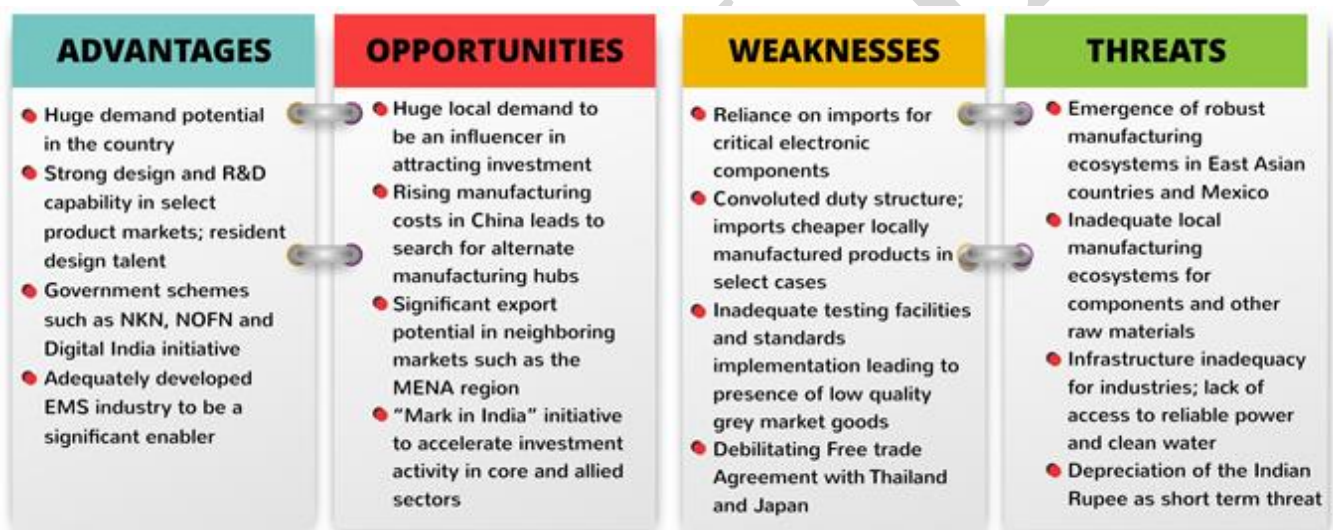 ADVANTAGES
Huge demand potential
in the country
Strong design and R&D
capability in select
product markets; resident
design talent
Government schemes
such as NKN, NOFN and
Digital India initiative
Adequately developed
EMS industry to be a
significant enabler
OPPORTUNITIES
Huge local demand to
be an influencer in
attracting investment
Rising manufacturing
costs in China leads to
search for alternate
manufacturing hubs
Significant export
potential in neighboring
markets such as the
MENA region
“Mark in India” initiative
to accelerate investment
activity in core and allied
sectors
WEAKNESSES
Reliance on imports for
critical electronic
components
Convoluted duty structure;
imports cheaper locally
manufactured products in
select cases
Inadequate testing facilities
and standards
implementation leading to
presence of low quality
grey market goods
Debilitating Free trade
Agreement with Thailand
and Japan
THREATS
Emergence of robust
manufacturing
ecosystems in East Asian
countries and Mexico
Inadequate local
manufacturing
ecosystems for
components and other
raw materials
Infrastructure inadequacy
for industries; lack of
access to reliable power
and clean water
Depreciation of the Indian
Rupee as short term threat